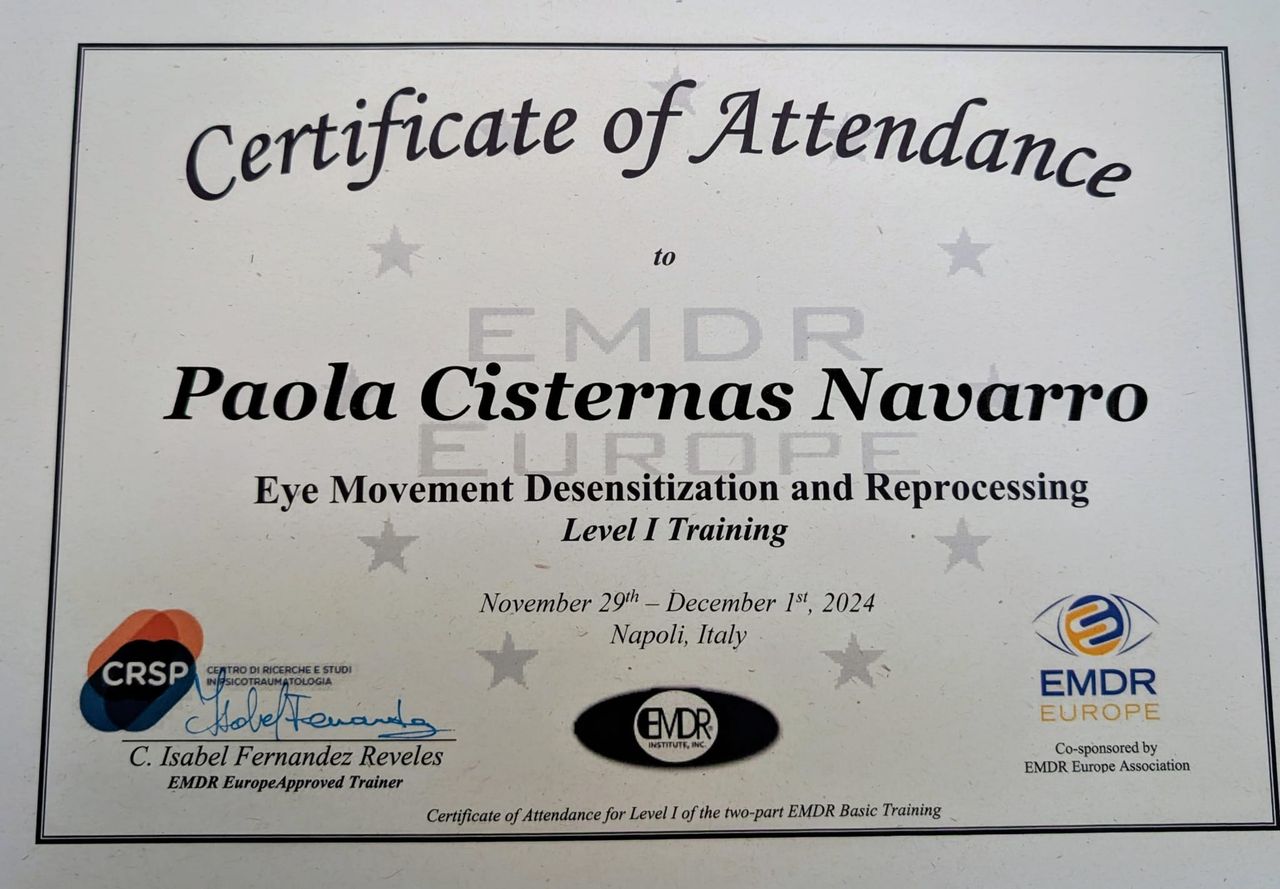 Certificate of Attendance
to
EMDR
Paola Cisternas Navarro
EUROPE
Eye Movement Desensitization and Reprocessing
Level I Training
November 29th – December 1st, 2024
Napoli, Italy
CRSP
CENTRO DI RICERCHE E STUDI
IN PSICOTRAUMATOLOGIA
Isabel Fernandez
C. Isabel Fernandez Reveles
EMDR EuropeApproved Trainer
EMDR®
INSTITUTE, INC.
EMDR
EUROPE
Co-sponsored by
EMDR Europe Association
Certificate of Attendance for Level I of the two-part EMDR Basic Training